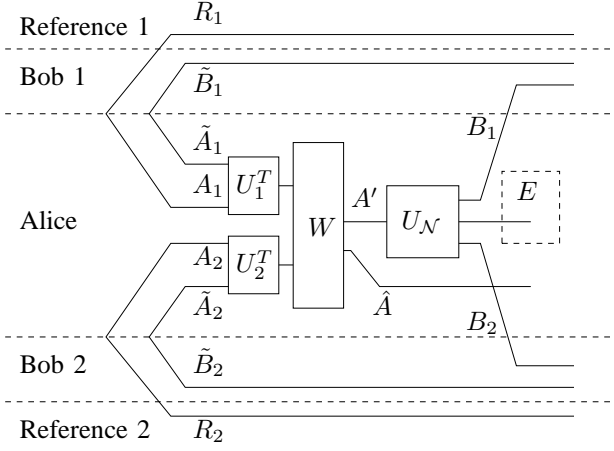 Reference 1 $R_1$
Bob 1 $\tilde{B}_1$
$B_1$
$\tilde{A}_1$
$A_1$ $U_1^T$ $A'$ $E$
Alice $W$ $U_{\mathcal{N}}$
$A_2$ $U_2^T$
$\tilde{A}_2$ $\hat{A}$
$B_2$
Bob 2 $\tilde{B}_2$
Reference 2 $R_2$